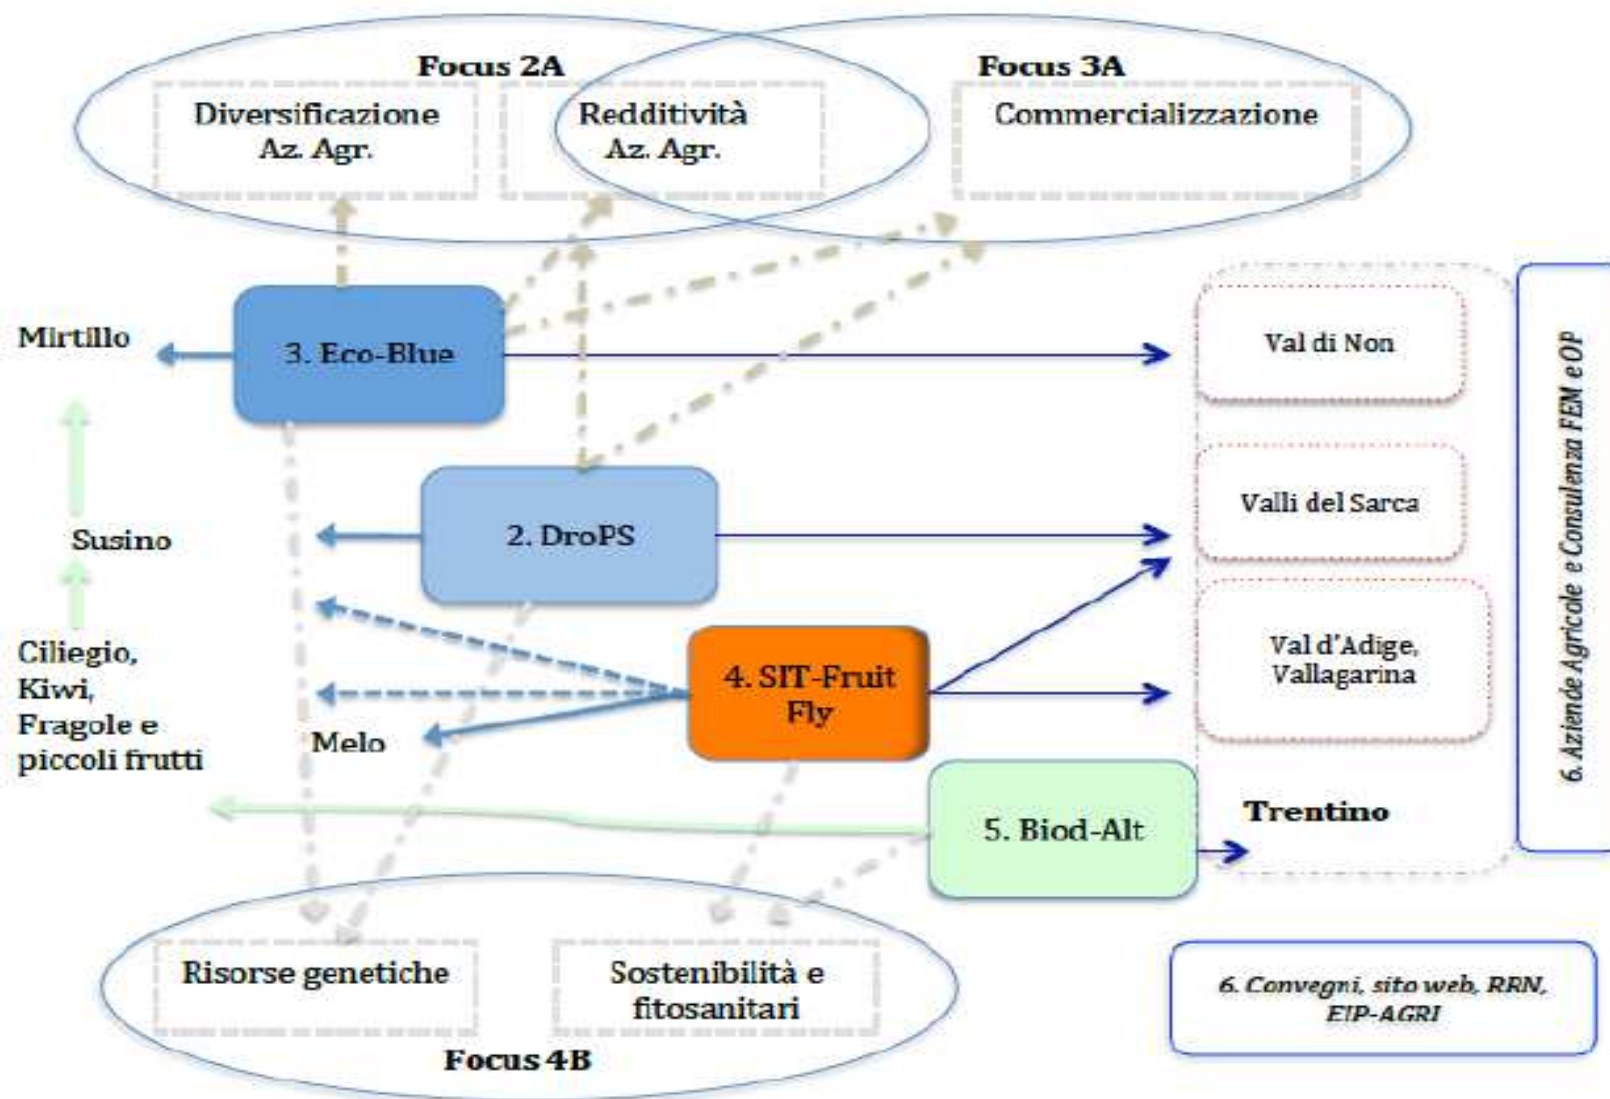 Focus 2A
Focus 3A
Diversificazione
Az. Agr.
Redditività
Az. Agr.
Commercializzazione
Mirtillo
3. Eco-Blue
Val di Non
Susino
2. DroPS
Valli del Sarca
Ciliegio,
Kiwi,
Fragole e
piccoli frutti
Melo
4. SIT-Fruit
Fly
Val d'Adige,
Vallagarina
5. Biod-Alt
Trentino
6. Aziende Agricole e Consulenza FEM e OP
Risorse genetiche
Sostenibilità e
fitosanitari
Focus 4B
6. Convegni, sito web, RRN,
EIP-AGRI